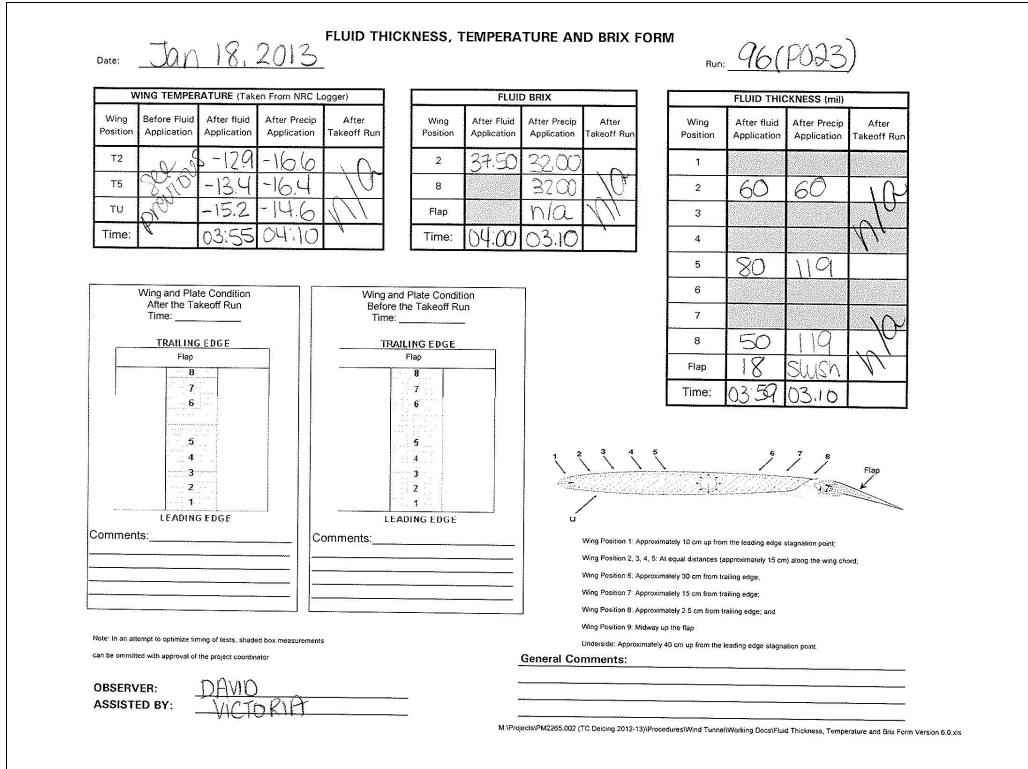 FLUID THICKNESS, TEMPERATURE AND BRIX FORM
Date: Jan 18, 2013
Run: 96(P023)
WING TEMPERATURE (Taken From NRC Logger)
Wing Position Before Fluid Application After fluid Application After Precip Application After Takeoff Run
T2 see previous -12.9 -16.6 n/a
T5 -13.4 -16.4
TU -15.2 -14.6
Time: 03:55 04:10
FLUID BRIX
Wing Position After Fluid Application After Precip Application After Takeoff Run
2 37.50 32.00 n/a
8 32.00
Flap n/a
Time: 04:00 03:10
FLUID THICKNESS (mil)
Wing Position After fluid Application After Precip Application After Takeoff Run
1
2 60 60 n/a
3
4
5 80 119
6
7
8 50 119 n/a
Flap 18 slush
Time: 03:59 03:10
Wing and Plate Condition
After the Takeoff Run
Time:
TRAILING EDGE
Flap
8
7
6
5
4
3
2
1
LEADING EDGE
Comments:
Wing and Plate Condition
Before the Takeoff Run
Time:
TRAILING EDGE
Flap
8
7
6
5
4
3
2
1
LEADING EDGE
Comments:
1 2 3 4 5 6 7 8 Flap
U
Wing Position 1: Approximately 10 cm up from the leading edge stagnation point;
Wing Position 2, 3, 4, 5: At equal distances (approximately 15 cm) along the wing chord;
Wing Position 6: Approximately 30 cm from trailing edge;
Wing Position 7: Approximately 15 cm from trailing edge;
Wing Position 8: Approximately 2.5 cm from trailing edge; and
Wing Position 9: Midway up the flap
Underside: Approximately 40 cm up from the leading edge stagnation point.
Note: In an attempt to optimize timing of tests, shaded box measurements
can be ommitted with approval of the project coordinator
General Comments:
OBSERVER: DAVID
ASSISTED BY: VICTORIA
M:\Projects\PM2265.002 (TC Deicing 2012-13)\Procedures\Wind Tunnel\Working Docs\Fluid Thickness, Temperature and Brix Form Version 6.0.xls